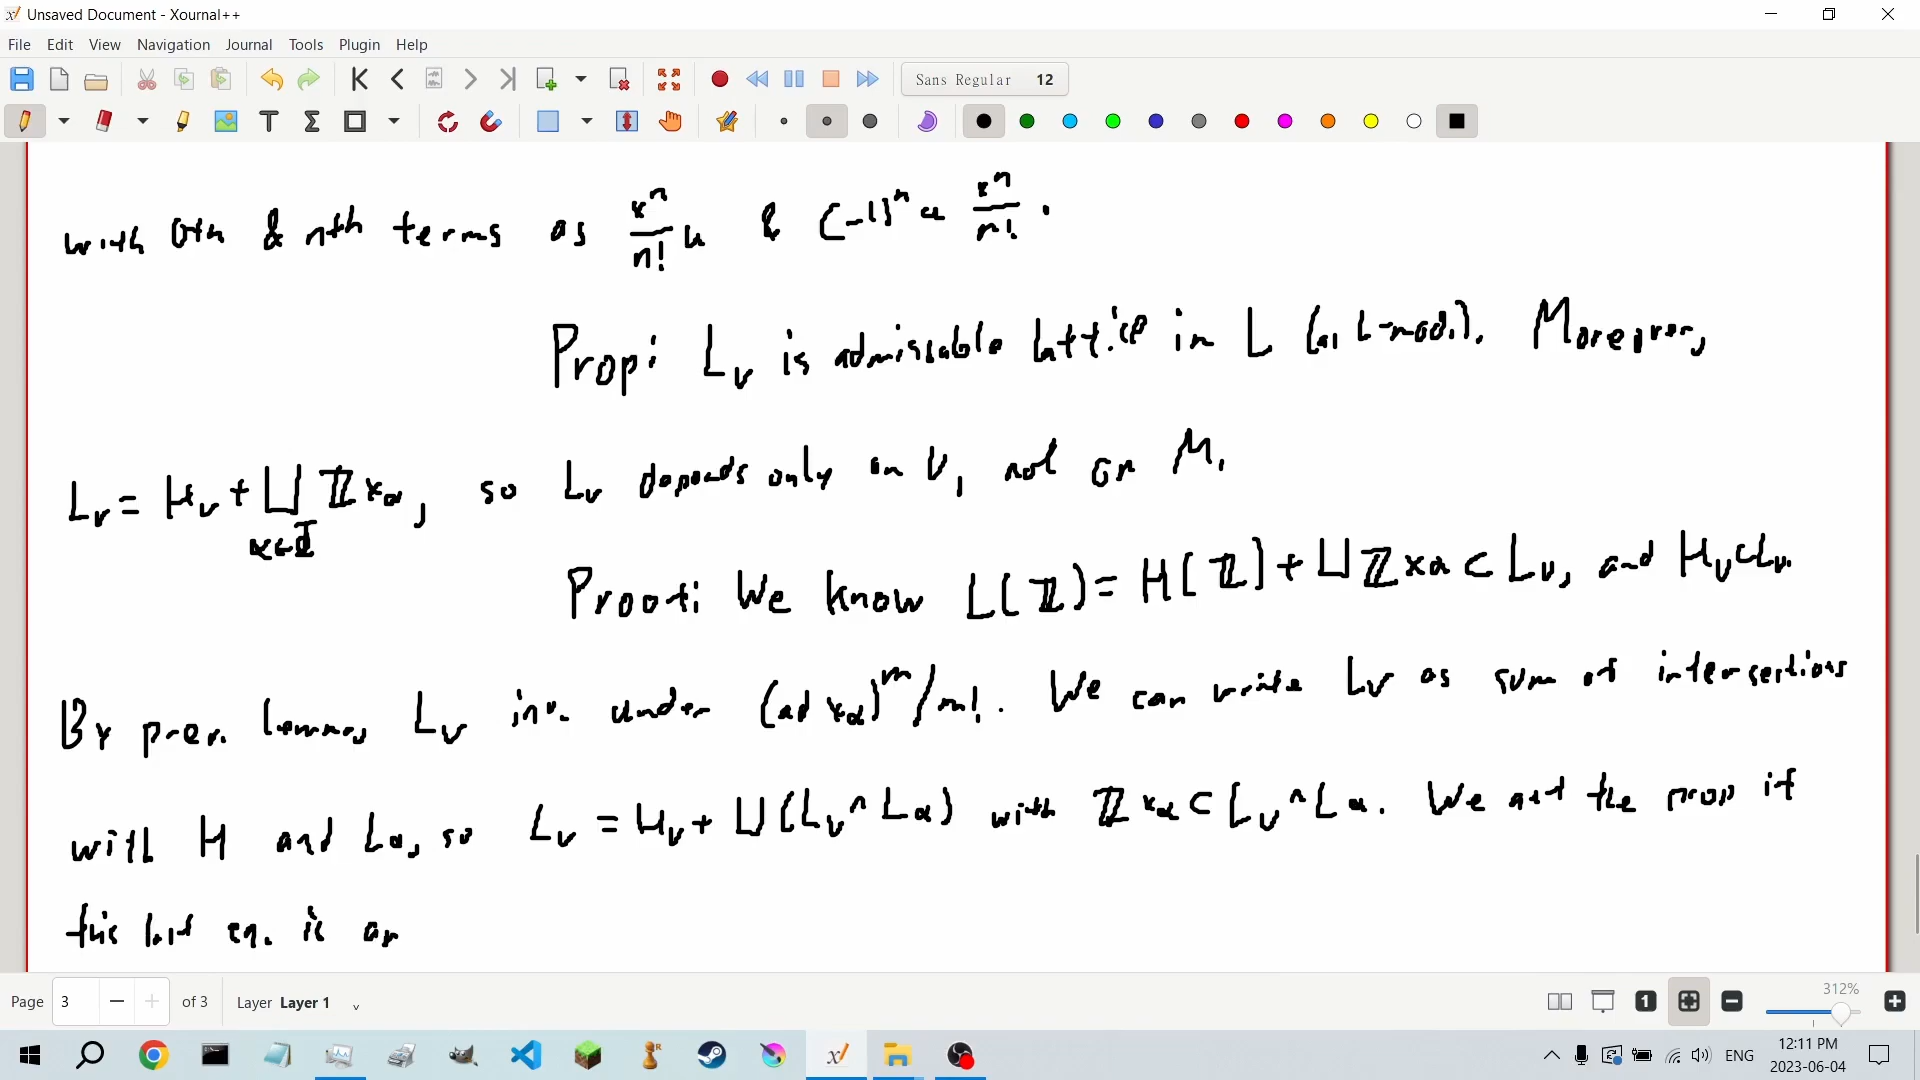 Unsaved Document - Xournal++
File Edit View Navigation Journal Tools Plugin Help
Sans Regular 12
with 0th & nth terms as x^n/n! u & (-1)^n u x^n/n! .
Prop: L_V is admissable lattice in L (as L-mod.). Moreover,
L_V = H_V + ∐_{α∈Φ} ℤx_α, so L_V depends only on V, not on M.
Proof: We know L(ℤ) = H(ℤ) + ∐ℤx_α ⊂ L_V, and H_V⊂L_V.
By prev. lemma, L_V inv. under (ad x_α)^m/m!. We can write L_V as sum of intersections
with H and L_α, so L_V = H_V + ∐(L_V ∩ L_α) with ℤx_α ⊂ L_V ∩ L_α. We get the prop if
this last eq. is an
Page 3 of 3 Layer Layer 1 312%
ENG 12:11 PM
2023-06-04